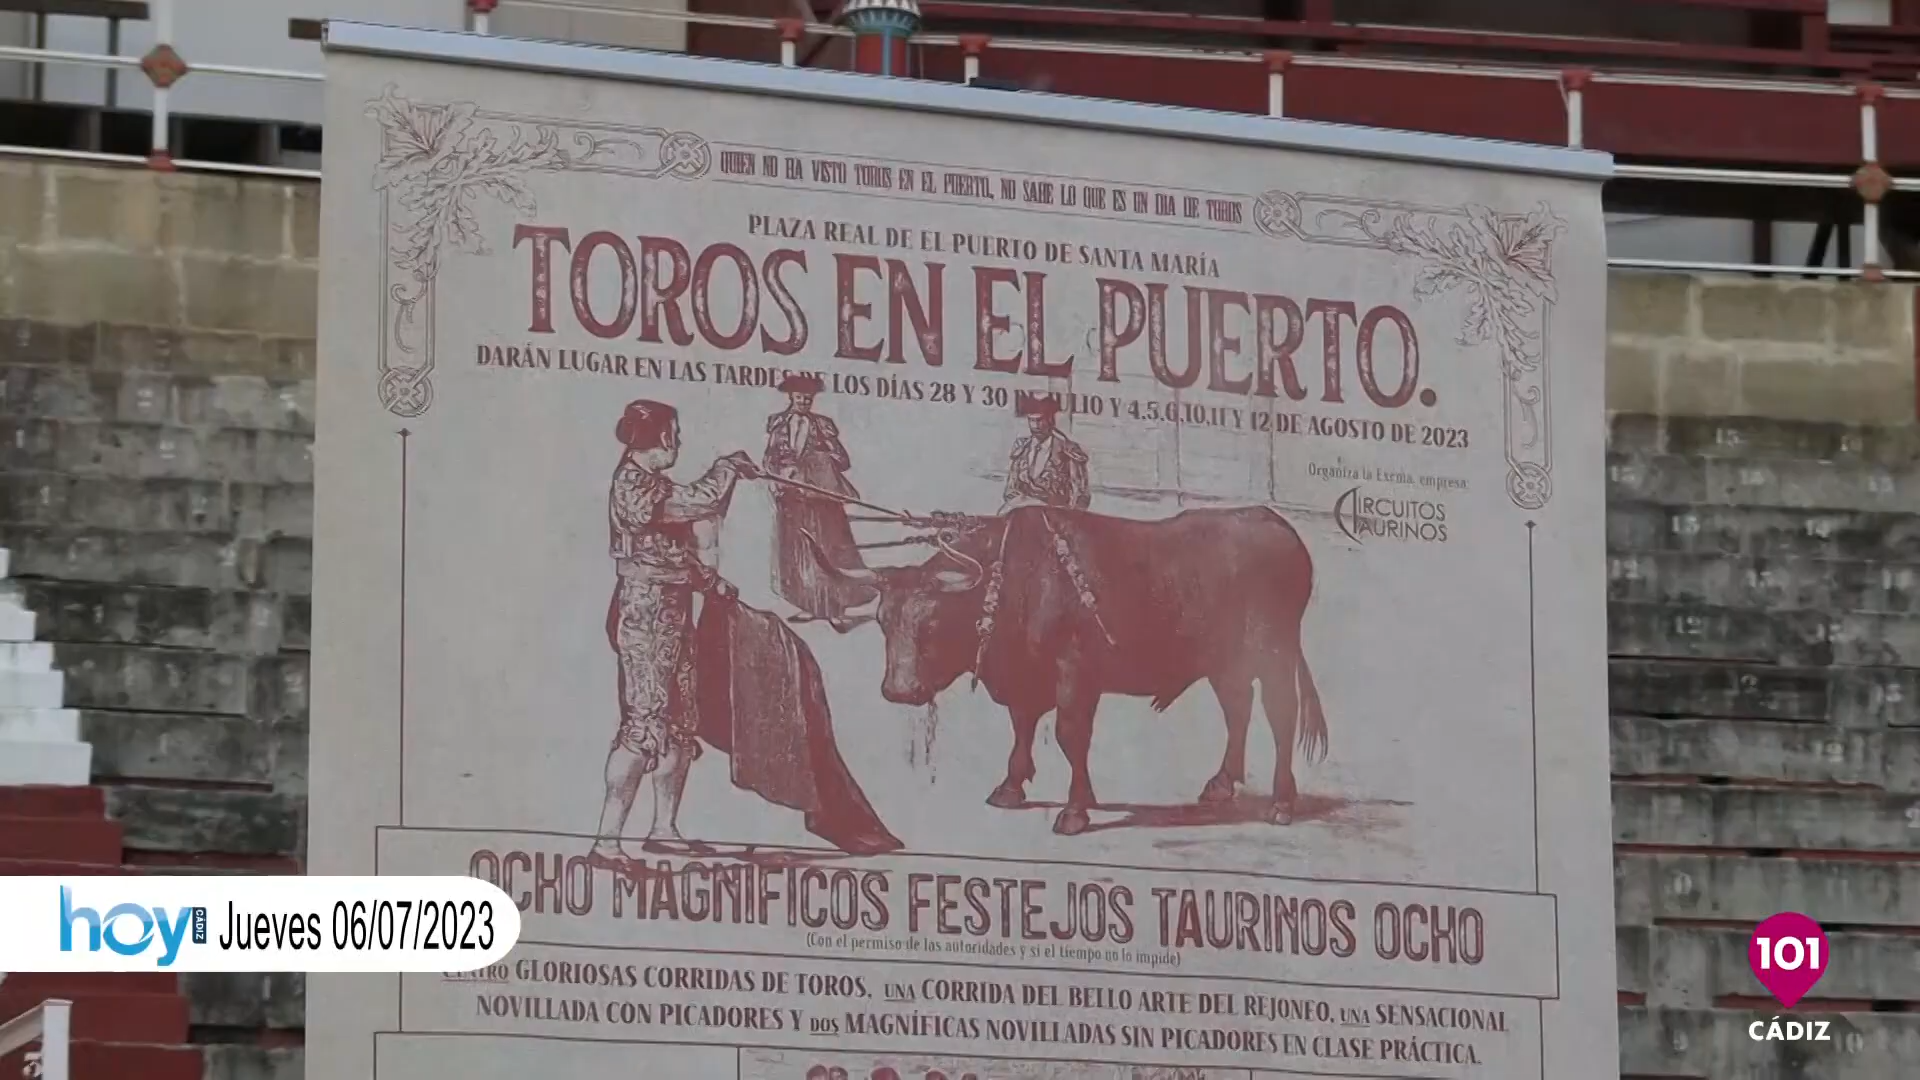 QUIEN NO HA VISTO TOROS EN EL PUERTO, NO SABE LO QUE ES UN DIA DE TOROS
PLAZA REAL DE EL PUERTO DE SANTA MARÍA
TOROS EN EL PUERTO.
DARÁN LUGAR EN LAS TARDES DE LOS DÍAS 28 Y 30 DE JULIO Y 4,5,6,10,11 Y 12 DE AGOSTO DE 2023
Organiza la Exema. empresa
CIRCUITOS
TAURINOS
OCHO MAGNÍFICOS FESTEJOS TAURINOS OCHO
(Con el permiso de las autoridades y si el tiempo no lo impide)
CUATRO GLORIOSAS CORRIDAS DE TOROS, UNA CORRIDA DEL BELLO ARTE DEL REJONEO, UNA SENSACIONAL
NOVILLADA CON PICADORES Y DOS MAGNÍFICAS NOVILLADAS SIN PICADORES EN CLASE PRÁCTICA.
hoy CÁDIZ Jueves 06/07/2023
101
CÁDIZ